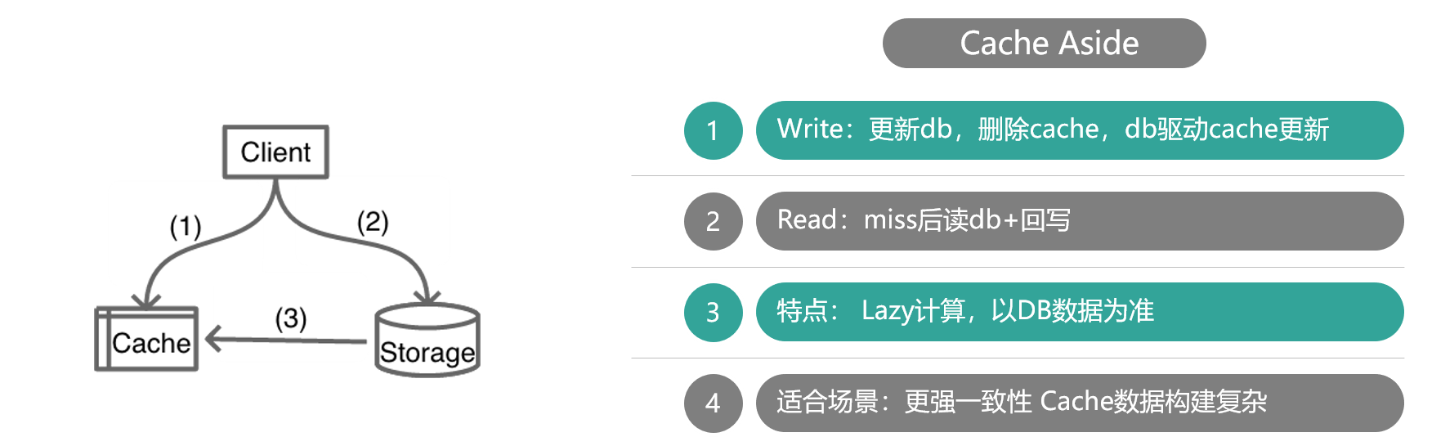 Client
(1)
(2)
Cache
(3)
Storage
Cache Aside
1 Write：更新db，删除cache，db驱动cache更新
2 Read：miss后读db+回写
3 特点： Lazy计算，以DB数据为准
4 适合场景：更强一致性 Cache数据构建复杂